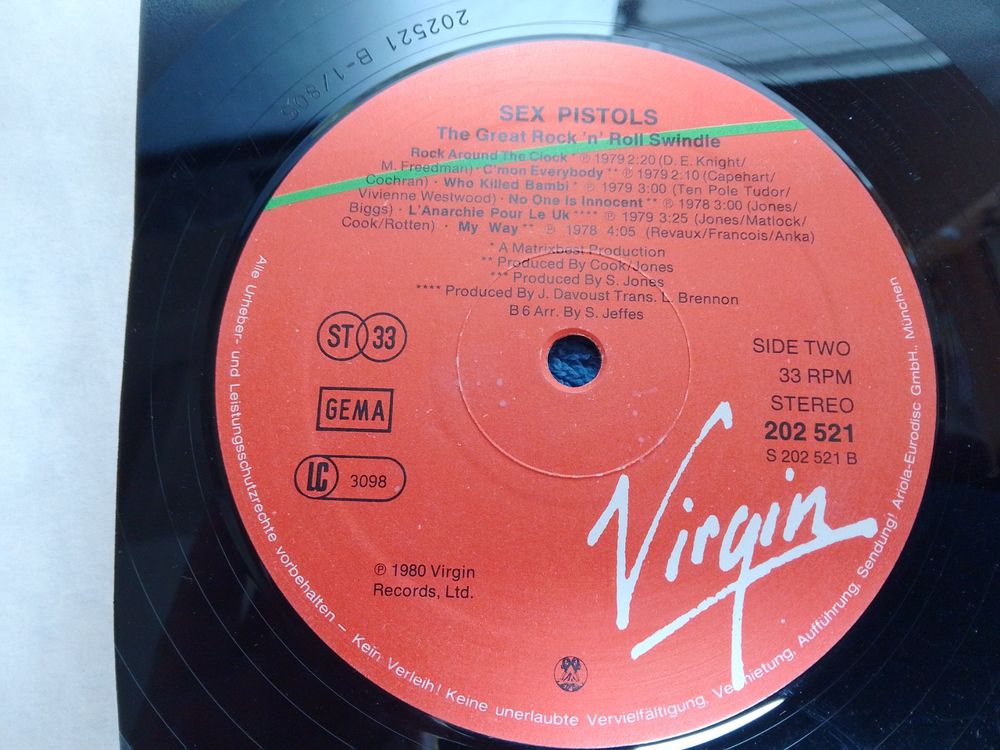 202521 B-1/80S
SEX PISTOLS
The Great Rock 'n' Roll Swindle
Rock Around The Clock * ℗ 1979 2:20 (D. E. Knight/
M. Freedman) · C'mon Everybody ** ℗ 1979 2:10 (Capehart/
Cochran) · Who Killed Bambi * ℗ 1979 3:00 (Ten Pole Tudor/
Vivienne Westwood) · No One Is Innocent ** ℗ 1978 3:00 (Jones/
Biggs) · L'Anarchie Pour Le Uk **** ℗ 1979 3:25 (Jones/Matlock/
Cook/Rotten) · My Way ** ℗ 1978 4:05 (Revaux/Francois/Anka)
* A Matrixbest Production
** Produced By Cook/Jones
*** Produced By S. Jones
**** Produced By J. Davoust Trans. L. Brennon
B 6 Arr. By S. Jeffes
ST 33
GEMA
LC 3098
SIDE TWO
33 RPM
STEREO
202 521
S 202 521 B
Virgin
℗ 1980 Virgin
Records, Ltd.
Alle Urheber- und Leistungsschutzrechte vorbehalten – Kein Verleih! Keine unerlaubte Vervielfältigung, Vermietung, Aufführung, Sendung! Ariola-Eurodisc GmbH., München